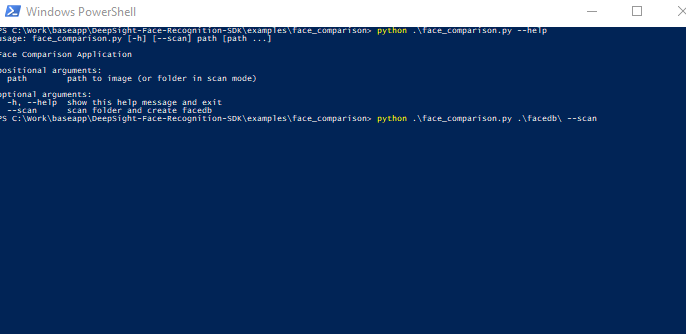 Windows PowerShell
PS C:\Work\baseapp\DeepSight-Face-Recognition-SDK\examples\face_comparison> python .\face_comparison.py --help
usage: face_comparison.py [-h] [--scan] path [path ...]
Face Comparison Application
positional arguments:
path path to image (or folder in scan mode)
optional arguments:
-h, --help show this help message and exit
--scan scan folder and create facedb
PS C:\Work\baseapp\DeepSight-Face-Recognition-SDK\examples\face_comparison> python .\face_comparison.py .\facedb\ --scan